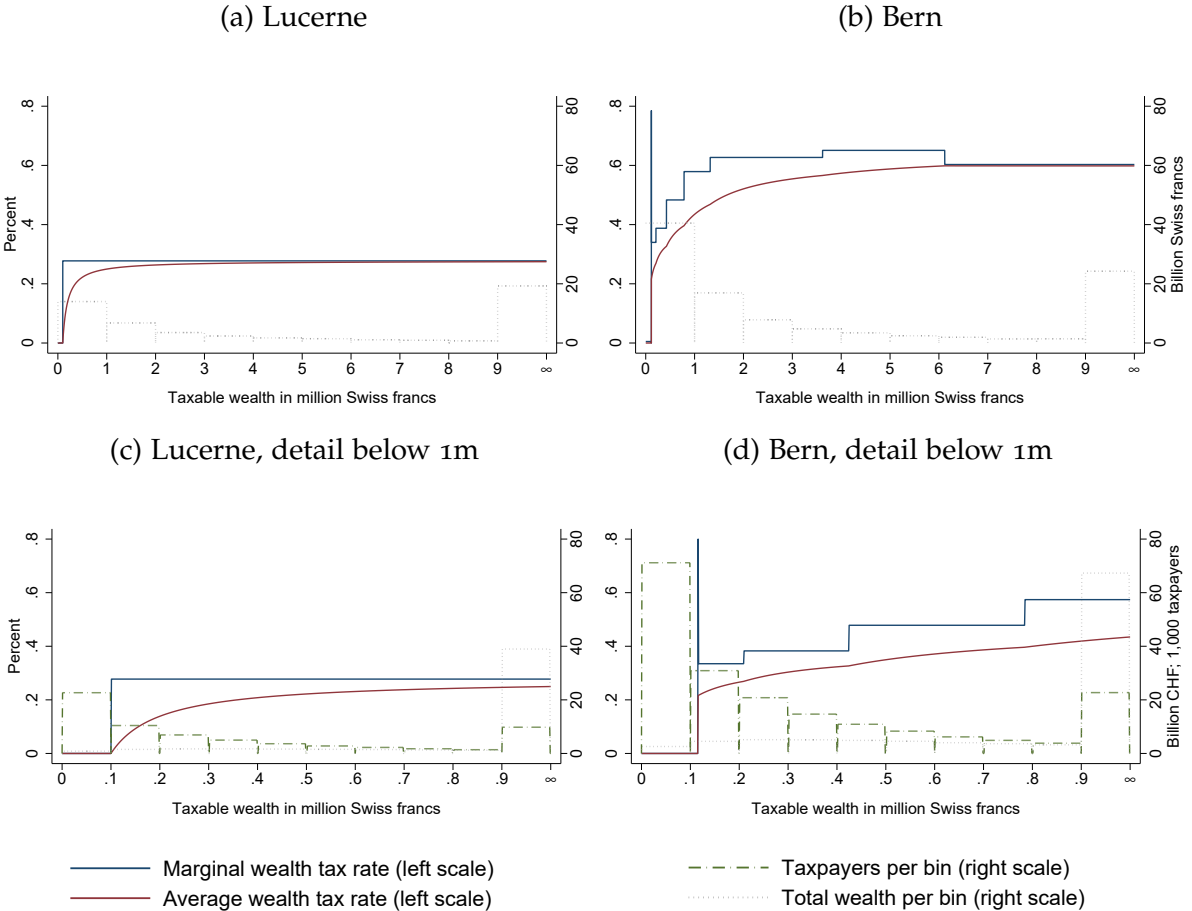 (a) Lucerne
(b) Bern
.8
.6
.4
.2
0
Percent
80
60
40
20
0
0 1 2 3 4 5 6 7 8 9 ∞
Taxable wealth in million Swiss francs
.8
.6
.4
.2
0
80
60
40
20
0
Billion Swiss francs
0 1 2 3 4 5 6 7 8 9 ∞
Taxable wealth in million Swiss francs
(c) Lucerne, detail below 1m
(d) Bern, detail below 1m
.8
.6
.4
.2
0
Percent
80
60
40
20
0
0 .1 .2 .3 .4 .5 .6 .7 .8 .9 ∞
Taxable wealth in million Swiss francs
.8
.6
.4
.2
0
80
60
40
20
0
Billion CHF; 1,000 taxpayers
0 .1 .2 .3 .4 .5 .6 .7 .8 .9 ∞
Taxable wealth in million Swiss francs
Marginal wealth tax rate (left scale)
Taxpayers per bin (right scale)
Average wealth tax rate (left scale)
Total wealth per bin (right scale)